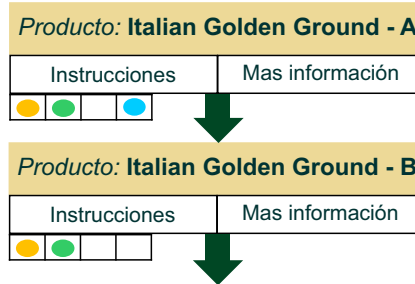 Producto: Italian Golden Ground - A
Instrucciones Mas información
Producto: Italian Golden Ground - B
Instrucciones Mas información